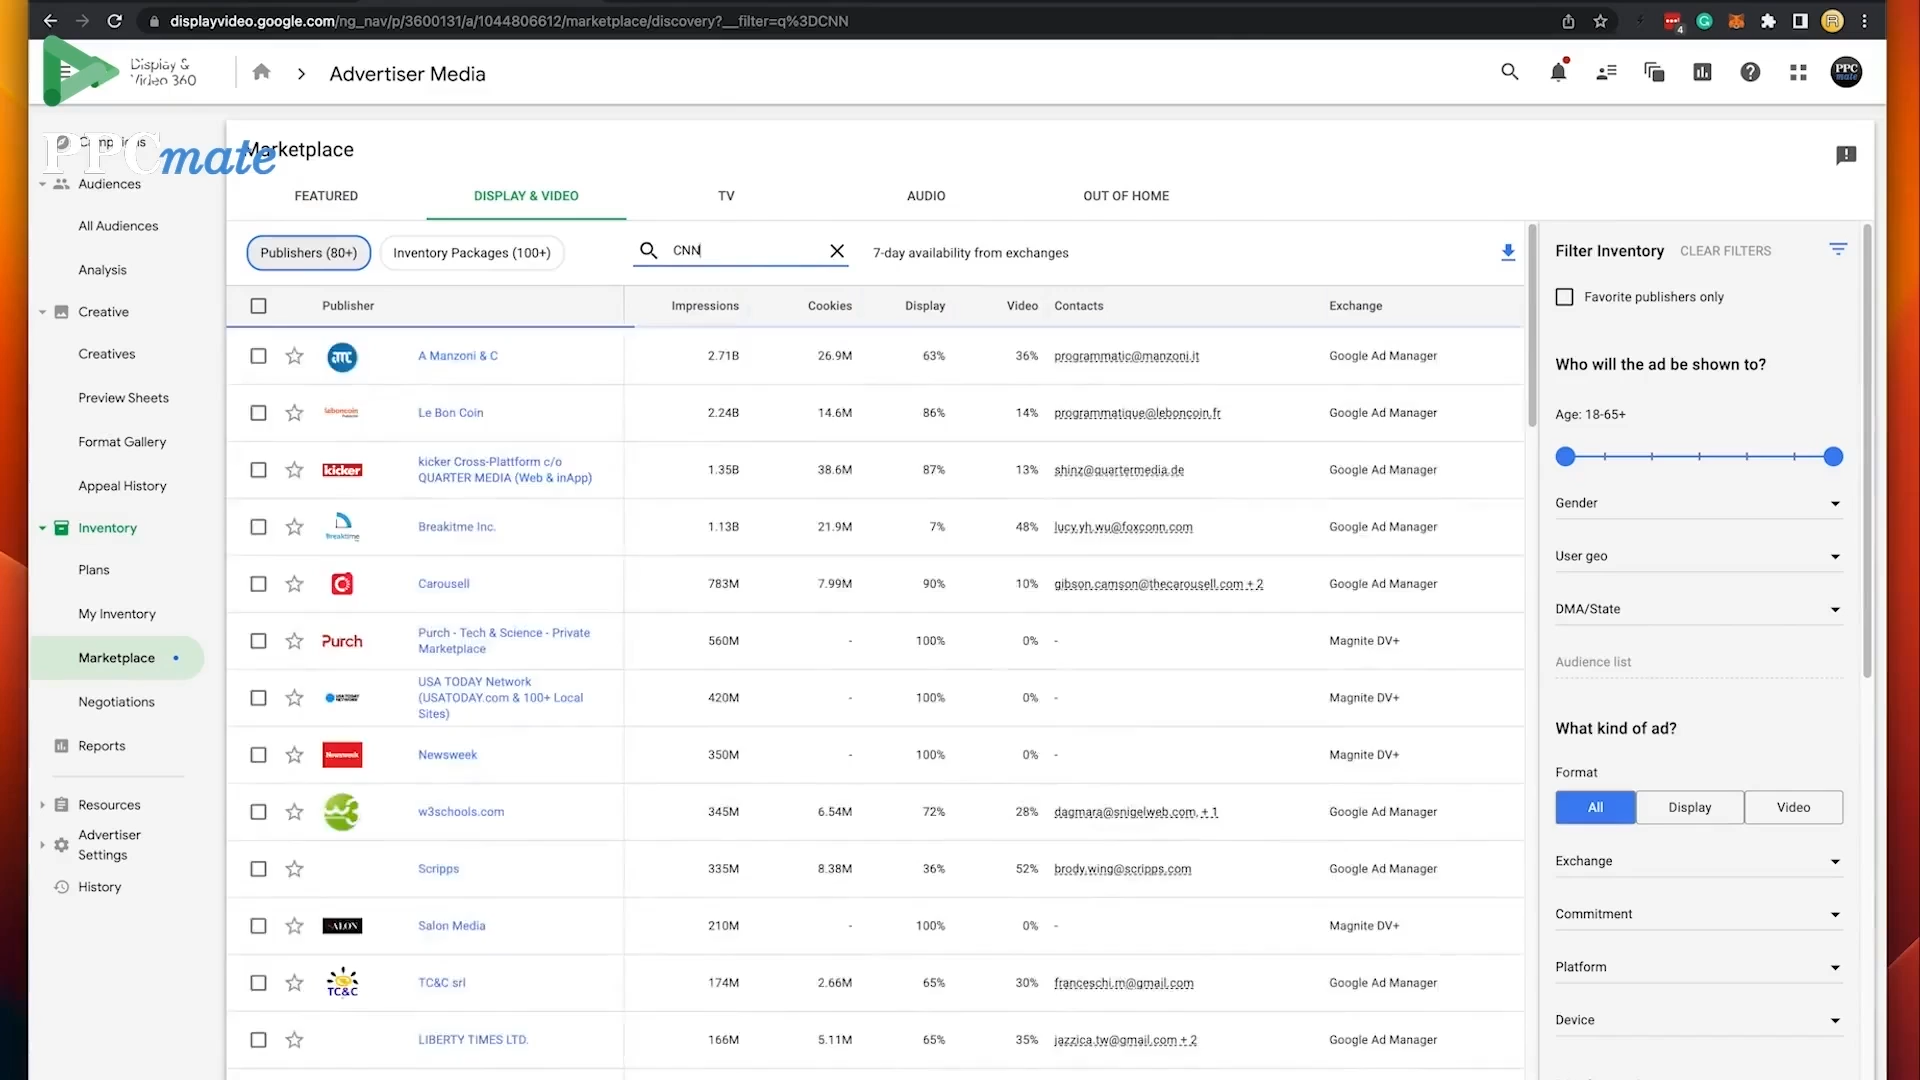 displayvideo.google.com/ng_nav/p/3600131/a/1044806612/marketplace/discovery?__filter=q%3DCNN
4
R
Display &
Video 360
Advertiser Media
PPC
mate
PPCmate
Campaigns
Audiences
All Audiences
Analysis
Creative
Creatives
Preview Sheets
Format Gallery
Appeal History
Inventory
Plans
My Inventory
Marketplace
Negotiations
Reports
Resources
Advertiser
Settings
History
Marketplace
FEATURED
DISPLAY & VIDEO
TV
AUDIO
OUT OF HOME
Publishers (80+)
Inventory Packages (100+)
CNN
7-day availability from exchanges
Publisher Impressions Cookies Display Video Contacts Exchange
A Manzoni & C 2.71B 26.9M 63% 36% programmatic@manzoni.it Google Ad Manager
leboncoin Le Bon Coin 2.24B 14.6M 86% 14% programmatique@leboncoin.fr Google Ad Manager
kicker kicker Cross-Plattform c/o
QUARTER MEDIA (Web & inApp) 1.35B 38.6M 87% 13% shinz@quartermedia.de Google Ad Manager
Breaktime Breakitme Inc. 1.13B 21.9M 7% 48% lucy.yh.wu@foxconn.com Google Ad Manager
Carousell 783M 7.99M 90% 10% gibson.camson@thecarousell.com + 2 Google Ad Manager
Purch Purch - Tech & Science - Private
Marketplace 560M - 100% 0% - Magnite DV+
USA TODAY NETWORK USA TODAY Network
(USATODAY.com & 100+ Local
Sites) 420M - 100% 0% - Magnite DV+
Newsweek Newsweek 350M - 100% 0% - Magnite DV+
w3schools.com 345M 6.54M 72% 28% dagmara@snigelweb.com, + 1 Google Ad Manager
Scripps 335M 8.38M 36% 52% brody.wing@scripps.com Google Ad Manager
SALON Salon Media 210M - 100% 0% - Magnite DV+
TC&C TC&C srl 174M 2.66M 65% 30% franceschi.m@gmail.com Google Ad Manager
LIBERTY TIMES LTD. 166M 5.11M 65% 35% jazzica.tw@gmail.com + 2 Google Ad Manager
Filter Inventory CLEAR FILTERS
Favorite publishers only
Who will the ad be shown to?
Age: 18-65+
Gender
User geo
DMA/State
Audience list
What kind of ad?
Format
All Display Video
Exchange
Commitment
Platform
Device